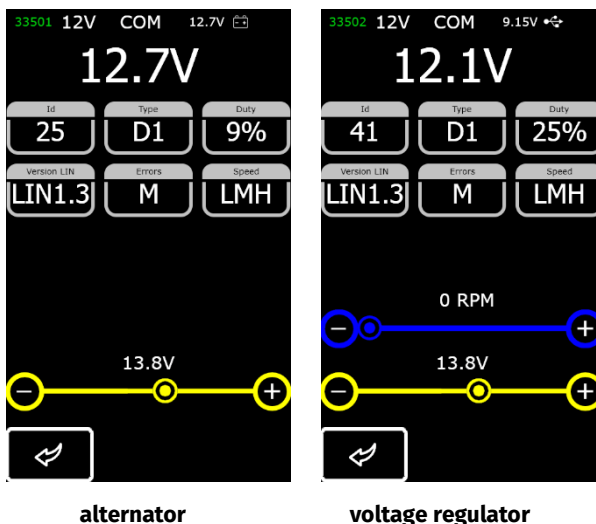 33501 12V COM 12.7V
12.7V
Id Type Duty
25 D1 9%
Version LIN Errors Speed
LIN1.3 M LMH
13.8V
− +
alternator
33502 12V COM 9.15V
12.1V
Id Type Duty
41 D1 25%
Version LIN Errors Speed
LIN1.3 M LMH
0 RPM
− +
13.8V
− +
voltage regulator